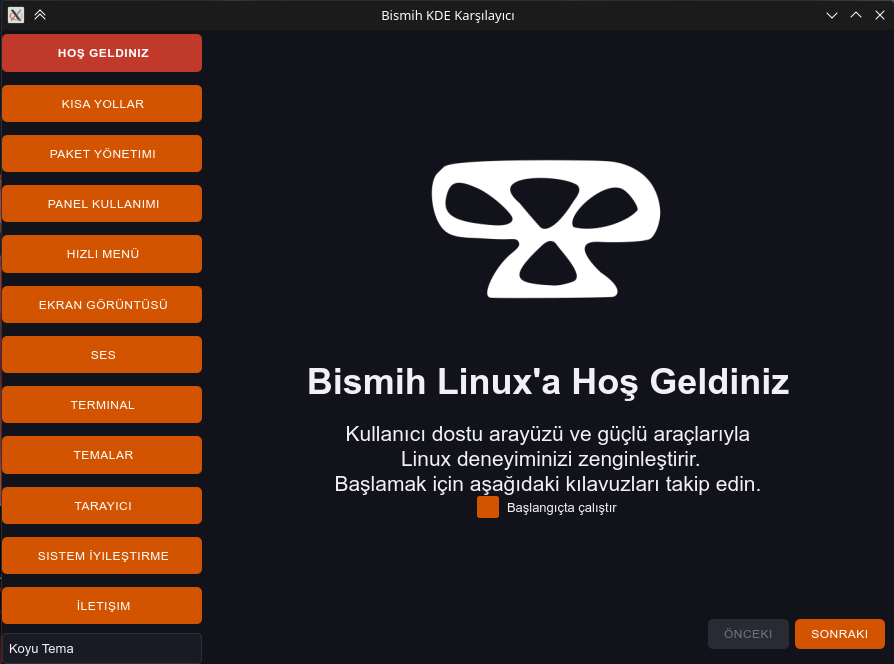 Bismih KDE Karşılayıcı
HOŞ GELDINIZ
KISA YOLLAR
PAKET YÖNETIMI
PANEL KULLANIMI
HIZLI MENÜ
EKRAN GÖRÜNTÜSÜ
SES
TERMINAL
TEMALAR
TARAYICI
SISTEM İYILEŞTIRME
İLETIŞIM
Koyu Tema
Bismih Linux'a Hoş Geldiniz
Kullanıcı dostu arayüzü ve güçlü araçlarıyla
Linux deneyiminizi zenginleştirir.
Başlamak için aşağıdaki kılavuzları takip edin.
Başlangıçta çalıştır
ÖNCEKI
SONRAKI